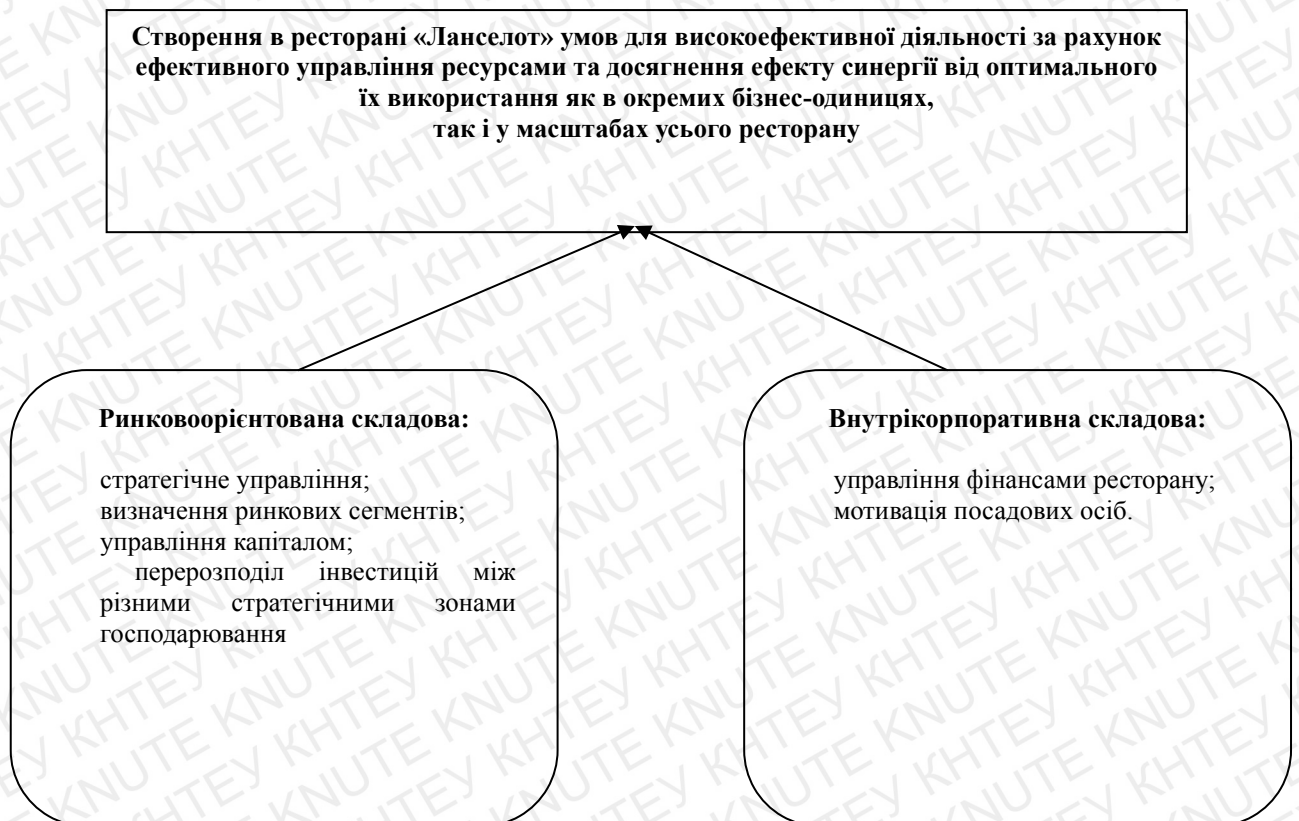 Створення в ресторані «Ланселот» умов для високоефективної діяльності за рахунок
ефективного управління ресурсами та досягнення ефекту синергії від оптимального
їх використання як в окремих бізнес-одиницях,
так і у масштабах усього ресторану
Ринковоорієнтована складова:
стратегічне управління;
визначення ринкових сегментів;
управління капіталом;
перерозподіл інвестицій між
різними стратегічними зонами
господарювання
Внутрікорпоративна складова:
управління фінансами ресторану;
мотивація посадових осіб.